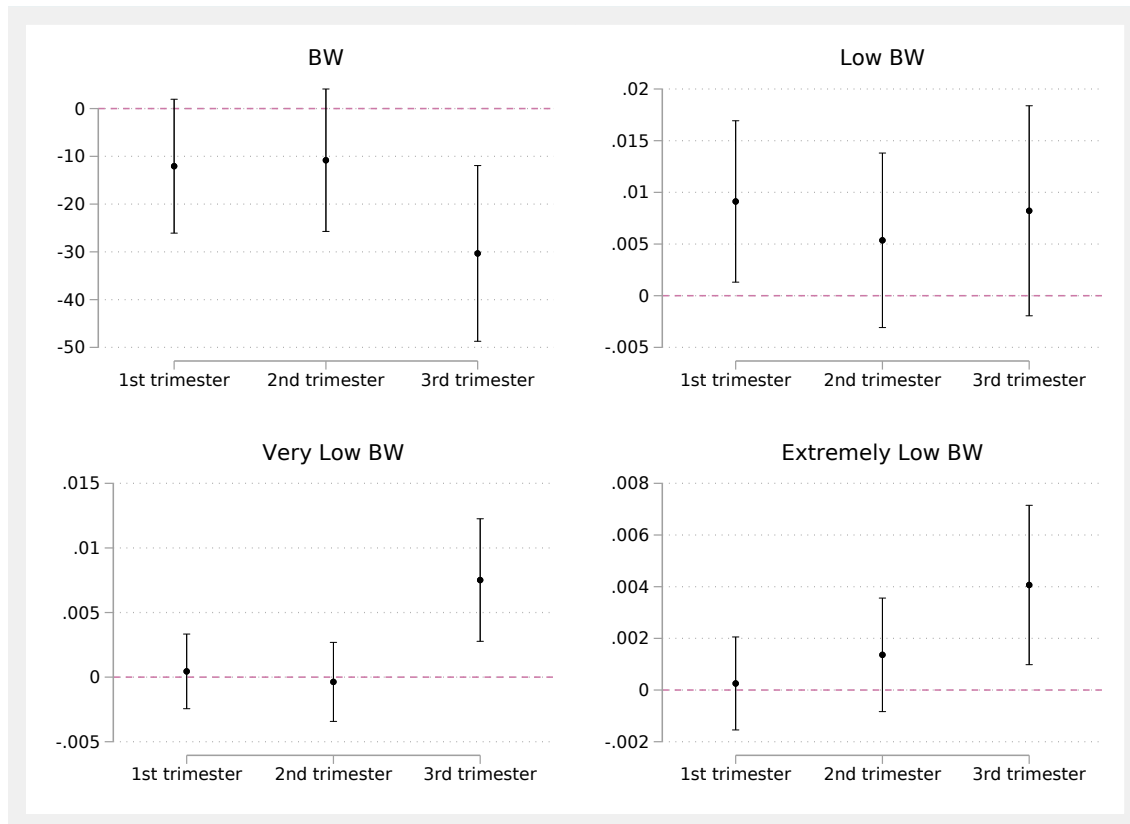 BW
0
-10
-20
-30
-40
-50
1st trimester 2nd trimester 3rd trimester
Low BW
.02
.015
.01
.005
0
-.005
1st trimester 2nd trimester 3rd trimester
Very Low BW
.015
.01
.005
0
-.005
1st trimester 2nd trimester 3rd trimester
Extremely Low BW
.008
.006
.004
.002
0
-.002
1st trimester 2nd trimester 3rd trimester